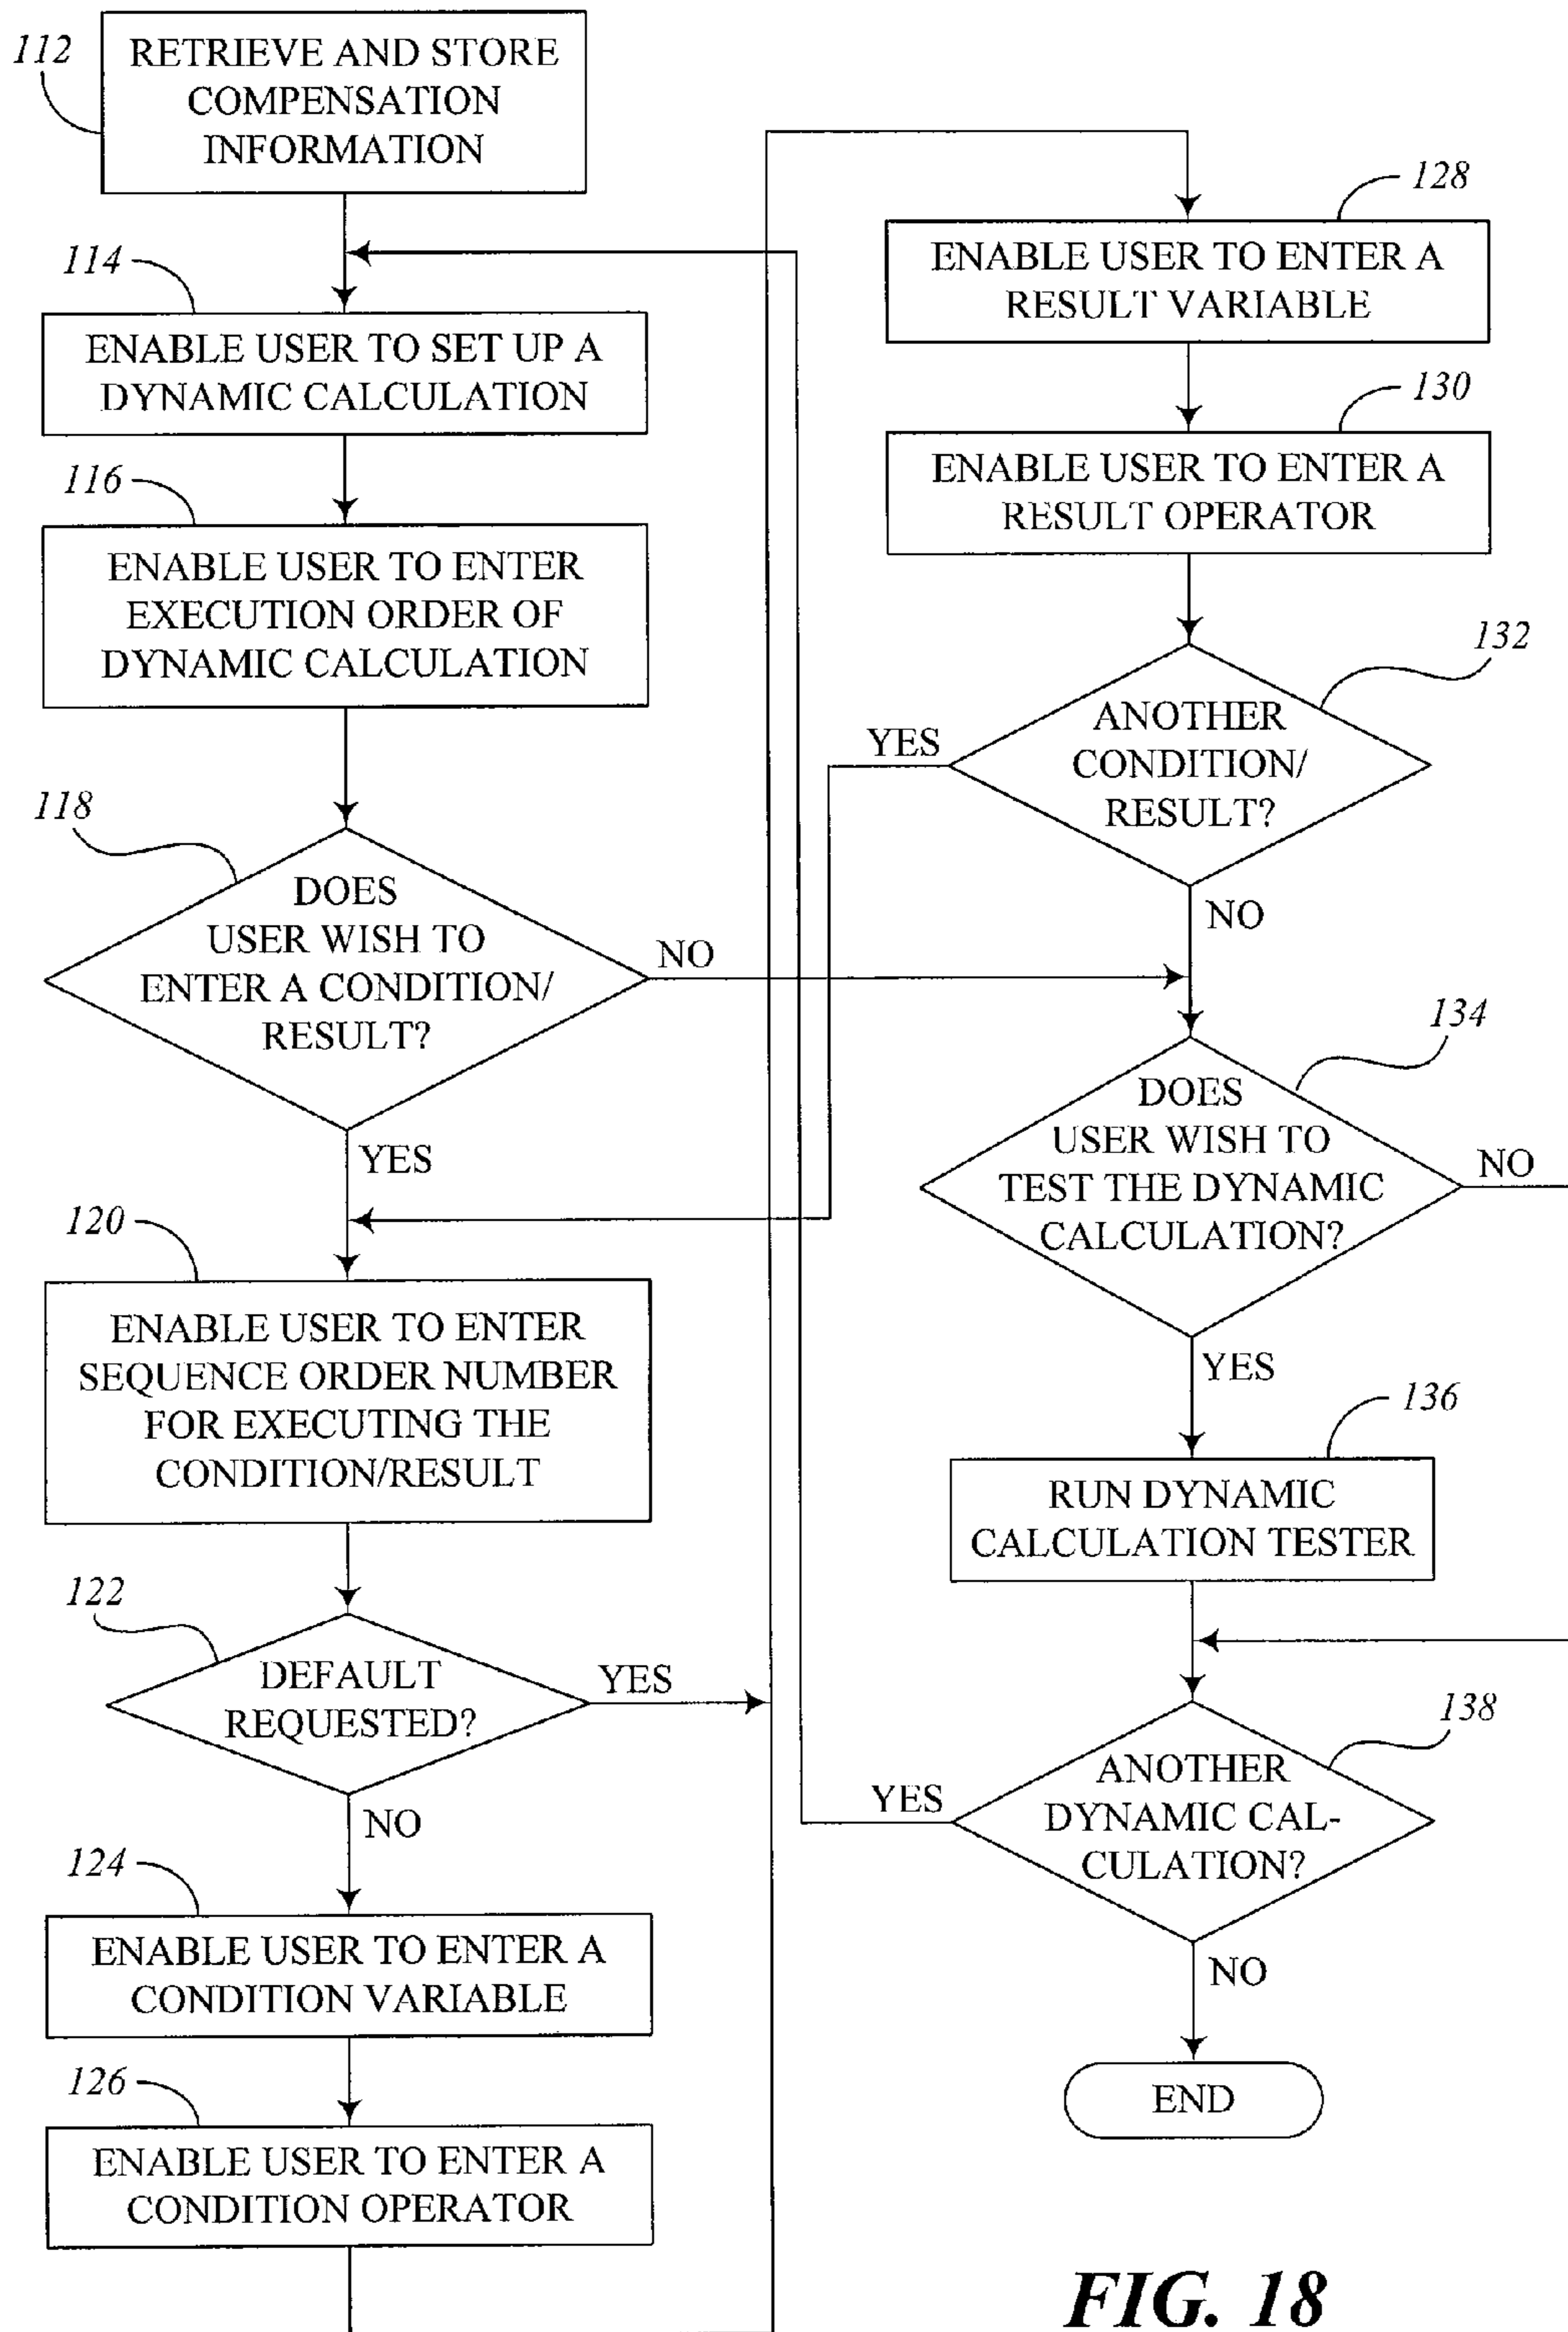 112
RETRIEVE AND STORE
COMPENSATION
INFORMATION
114
ENABLE USER TO SET UP A
DYNAMIC CALCULATION
116
ENABLE USER TO ENTER
EXECUTION ORDER OF
DYNAMIC CALCULATION
118
DOES
USER WISH TO
ENTER A CONDITION/
RESULT?
NO
YES
120
ENABLE USER TO ENTER
SEQUENCE ORDER NUMBER
FOR EXECUTING THE
CONDITION/RESULT
122
DEFAULT
REQUESTED?
YES
NO
124
ENABLE USER TO ENTER A
CONDITION VARIABLE
126
ENABLE USER TO ENTER A
CONDITION OPERATOR
128
ENABLE USER TO ENTER A
RESULT VARIABLE
130
ENABLE USER TO ENTER A
RESULT OPERATOR
132
ANOTHER
CONDITION/
RESULT?
YES
NO
134
DOES
USER WISH TO
TEST THE DYNAMIC
CALCULATION?
NO
YES
136
RUN DYNAMIC
CALCULATION TESTER
138
ANOTHER
DYNAMIC CAL-
CULATION?
YES
NO
END
FIG. 18